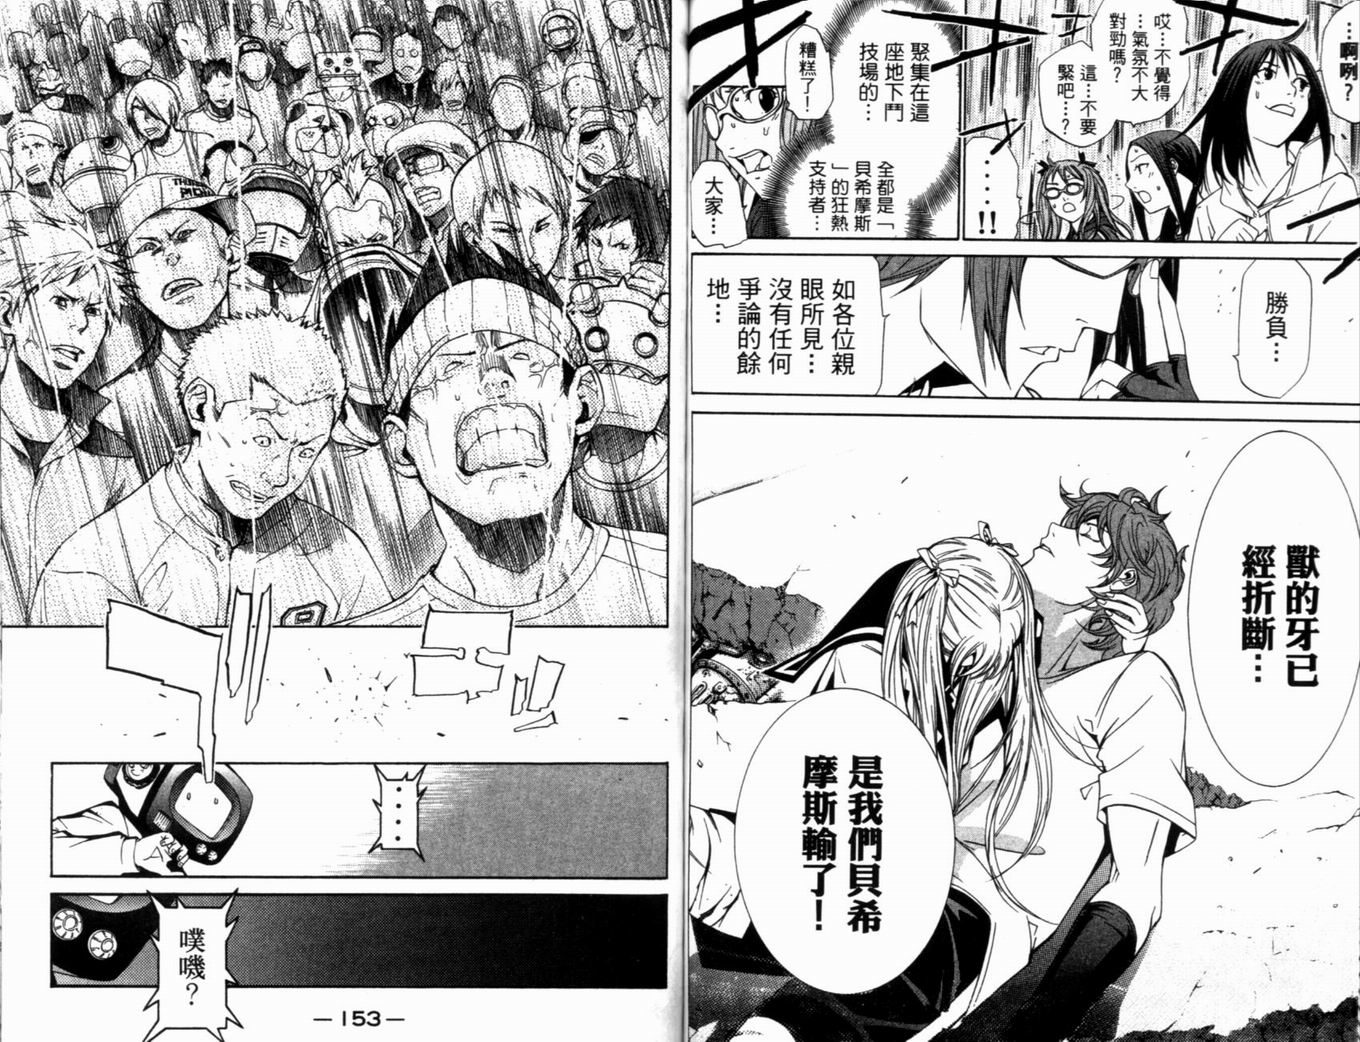 …啊咧?
哎…不覺得
…氣氛不大
對勁嗎?
這…不要
緊吧…?
……!!
糟糕了!
聚集在這
座地下鬥
技場的…
全都是「
貝希摩斯
」的狂熱
支持者…
大家…
勝負…
如各位親
眼所見…
沒有任何
爭論的餘
地…
獸的牙已
經折斷…
是我們貝希
摩斯輸了!
……
噗嘰?
—153—